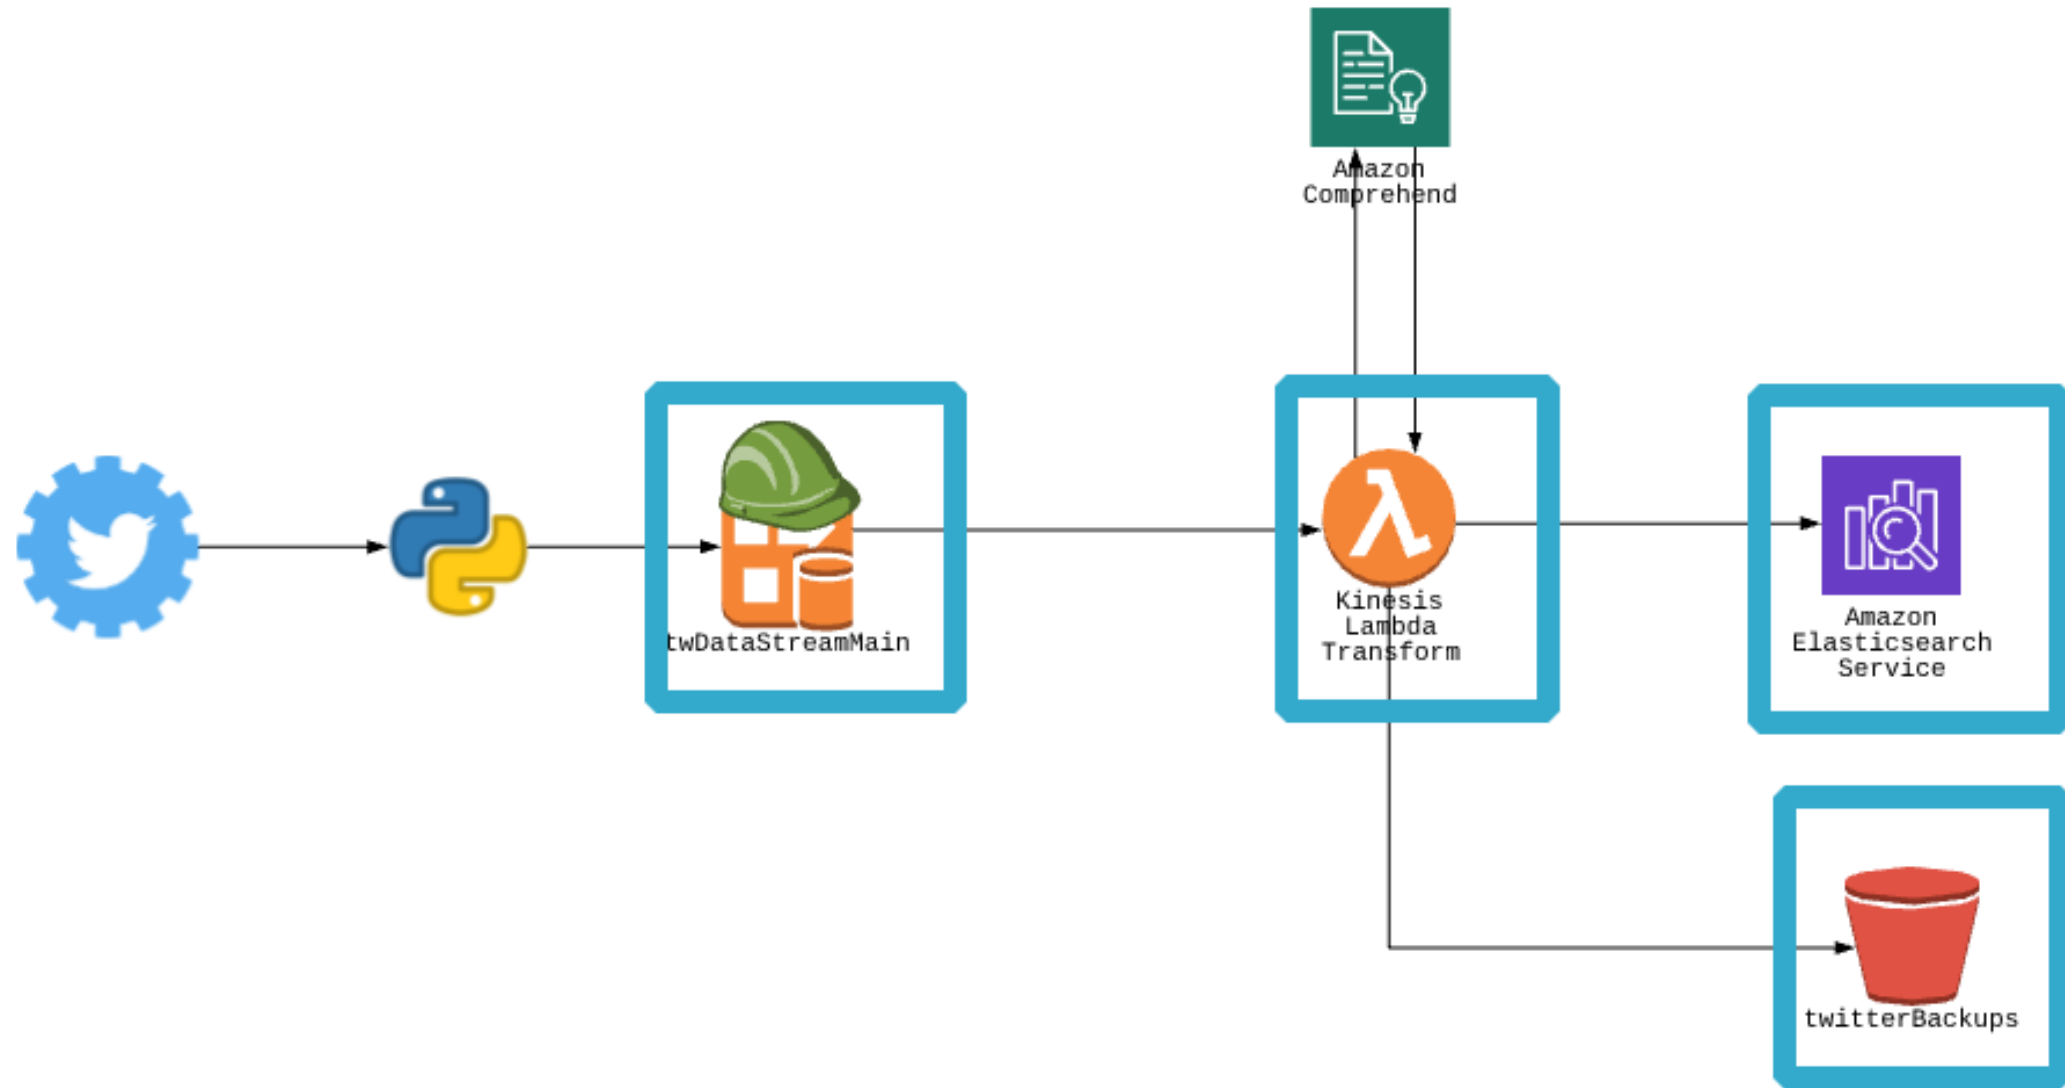 Amazon
Comprehend
twDataStreamMain
Kinesis
Lambda
Transform
Amazon
Elasticsearch
Service
twitterBackups